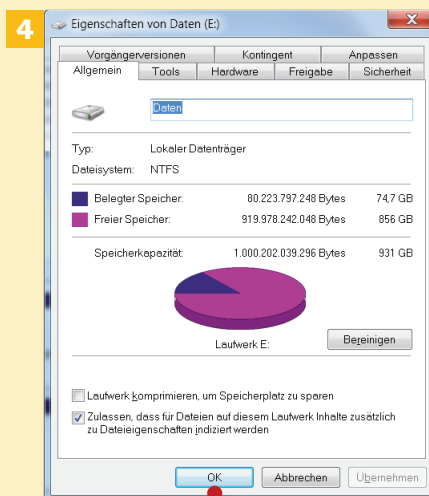 4
Eigenschaften von Daten (E:)
Vorgängerversionen Kontingent Anpassen
Allgemein Tools Hardware Freigabe Sicherheit
Daten
Typ: Lokaler Datenträger
Dateisystem: NTFS
Belegter Speicher: 80.223.797.248 Bytes 74,7 GB
Freier Speicher: 919.978.242.048 Bytes 856 GB
Speicherkapazität: 1.000.202.039.296 Bytes 931 GB
Laufwerk E: Bereinigen
Laufwerk komprimieren, um Speicherplatz zu sparen
Zulassen, dass für Dateien auf diesem Laufwerk Inhalte zusätzlich
zu Dateieigenschaften indiziert werden
OK Abbrechen Übernehmen